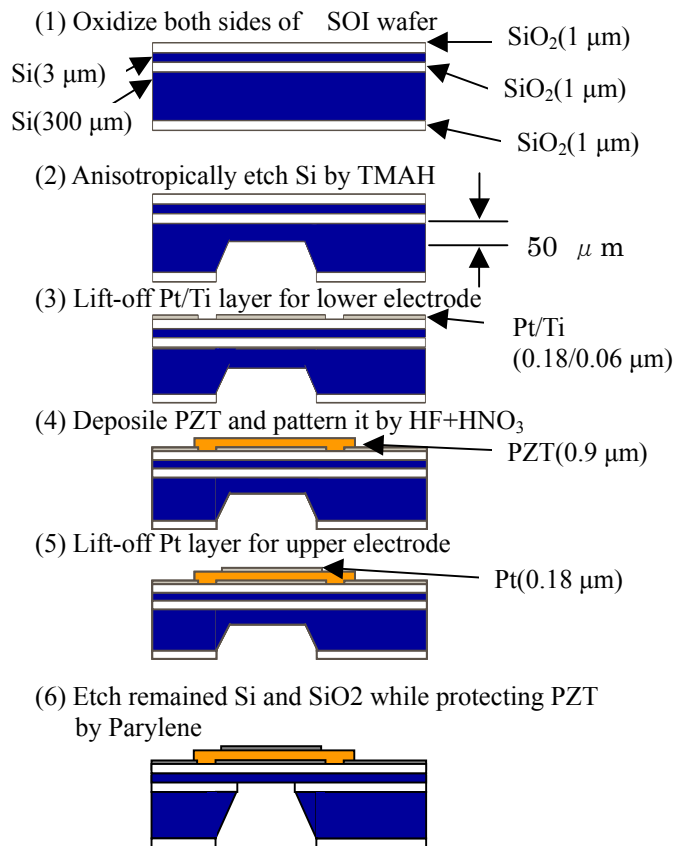 (1) Oxidize both sides of SOI wafer
SiO₂(1 μm)
Si(3 μm)
SiO₂(1 μm)
Si(300 μm)
SiO₂(1 μm)
(2) Anisotropically etch Si by TMAH
50 μm
(3) Lift-off Pt/Ti layer for lower electrode
Pt/Ti
(0.18/0.06 μm)
(4) Deposile PZT and pattern it by HF+HNO₃
PZT(0.9 μm)
(5) Lift-off Pt layer for upper electrode
Pt(0.18 μm)
(6) Etch remained Si and SiO2 while protecting PZT
by Parylene